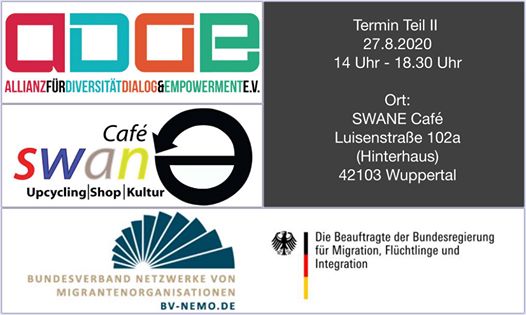 adde
ALLIANZFÜRDIVERSITÄTDIALOG&EMPOWERMENTE.V.
Termin Teil II
27.8.2020
14 Uhr - 18.30 Uhr
Ort:
SWANE Café
Luisenstraße 102a
(Hinterhaus)
42103 Wuppertal
Café
swane
Upcycling|Shop|Kultur
BUNDESVERBAND NETZWERKE VON
MIGRANTENORGANISATIONEN
BV-NEMO.DE
Die Beauftragte der Bundesregierung
für Migration, Flüchtlinge und
Integration